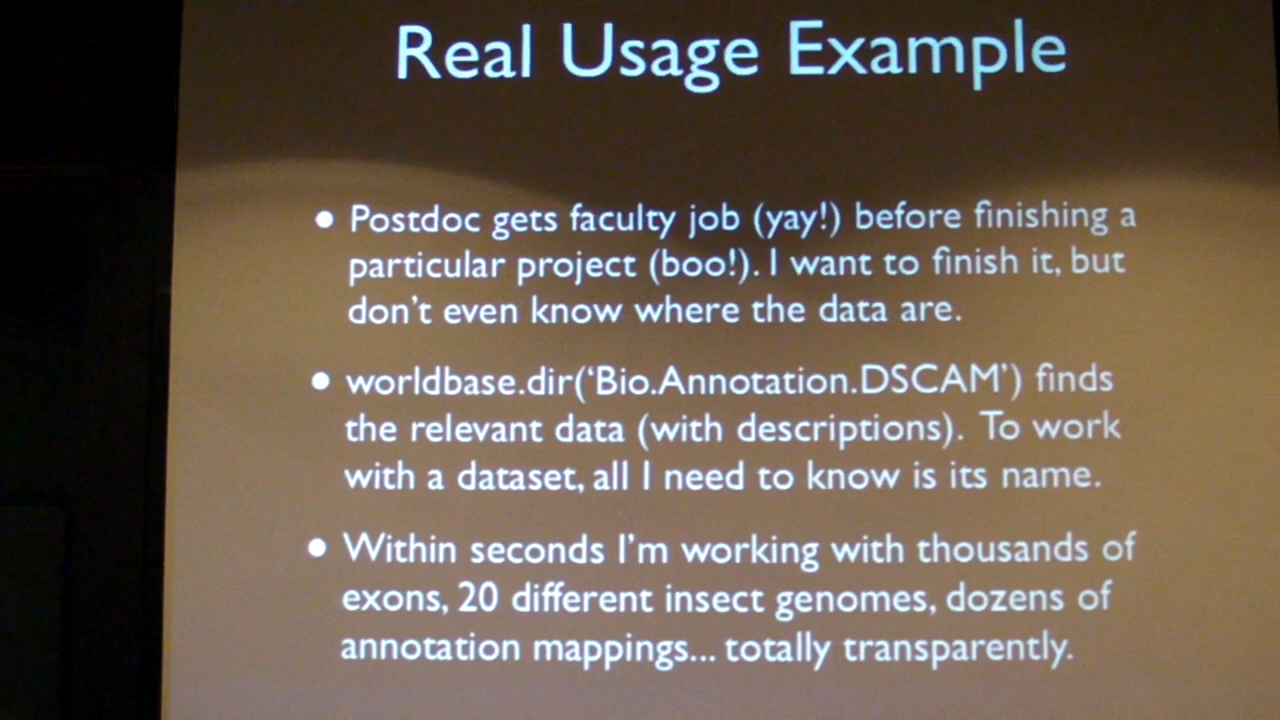 Real Usage Example
• Postdoc gets faculty job (yay!) before finishing a
particular project (boo!). I want to finish it, but
don't even know where the data are.
• worldbase.dir(‘Bio.Annotation.DSCAM’) finds
the relevant data (with descriptions). To work
with a dataset, all I need to know is its name.
• Within seconds I'm working with thousands of
exons, 20 different insect genomes, dozens of
annotation mappings... totally transparently.